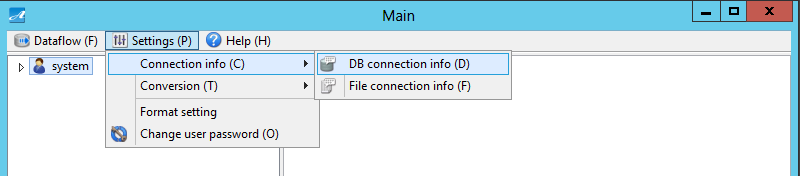 Main
Dataflow (F) Settings (P) Help (H)
system
Connection info (C)
Conversion (T)
Format setting
Change user password (O)
DB connection info (D)
File connection info (F)